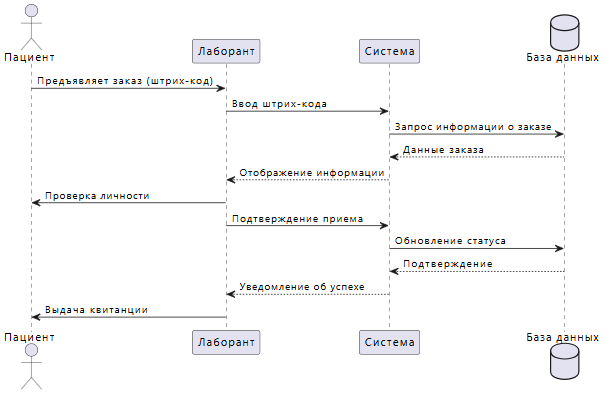 Пациент
Лаборант
Система
База данных
Предъявляет заказ (штрих-код)
Ввод штрих-кода
Запрос информации о заказе
Данные заказа
Отображение информации
Проверка личности
Подтверждение приема
Обновление статуса
Подтверждение
Уведомление об успехе
Выдача квитанции
Пациент
Лаборант
Система
База данных